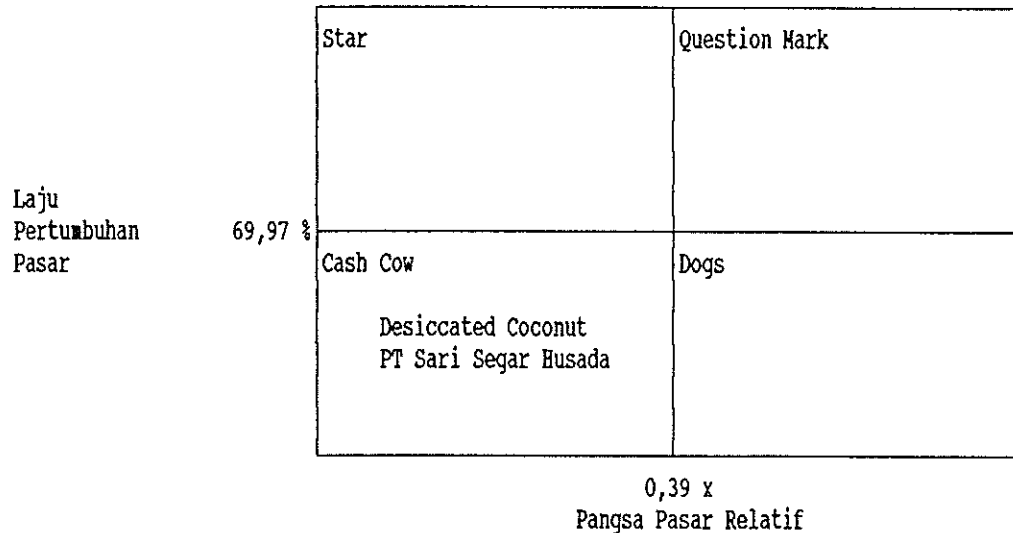 Star
Question Mark
Laju
Pertumbuhan 69,97 %
Pasar
Cash Cow
Dogs
Desiccated Coconut
PT Sari Segar Husada
0,39 x
Pangsa Pasar Relatif